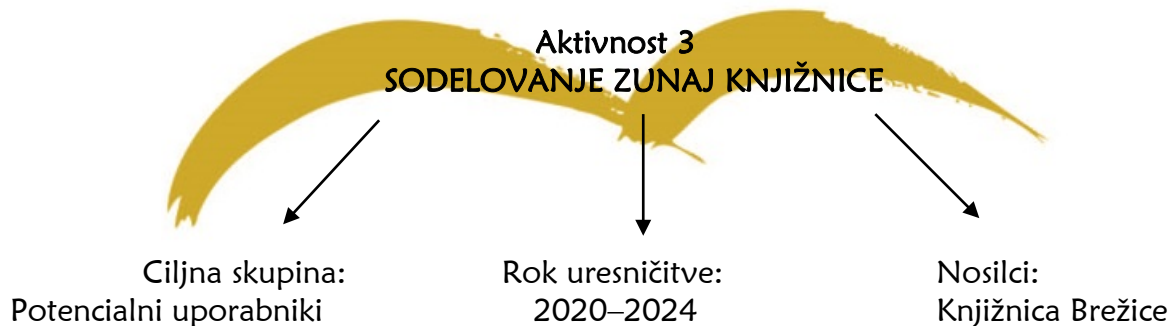 Aktivnost 3
SODELOVANJE ZUNAJ KNJIŽNICE
Ciljna skupina:
Potencialni uporabniki
Rok uresničitve:
2020–2024
Nosilci:
Knjižnica Brežice